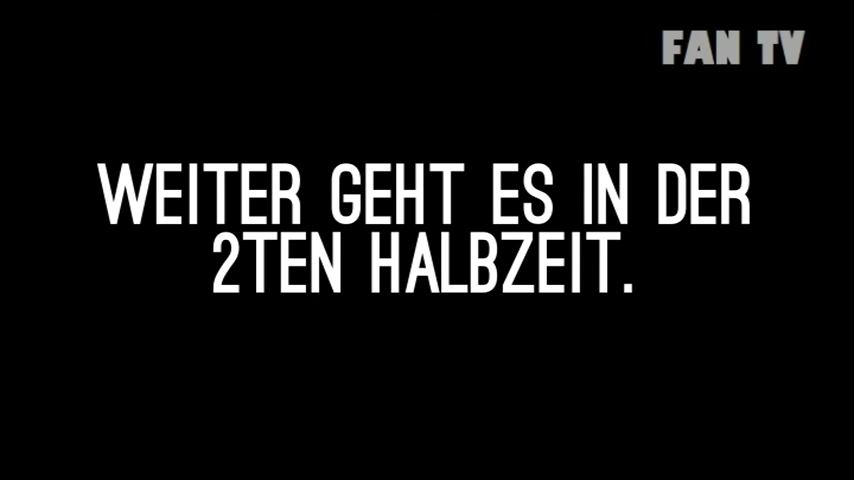 FAN TV
WEITER GEHT ES IN DER
2TEN HALBZEIT.